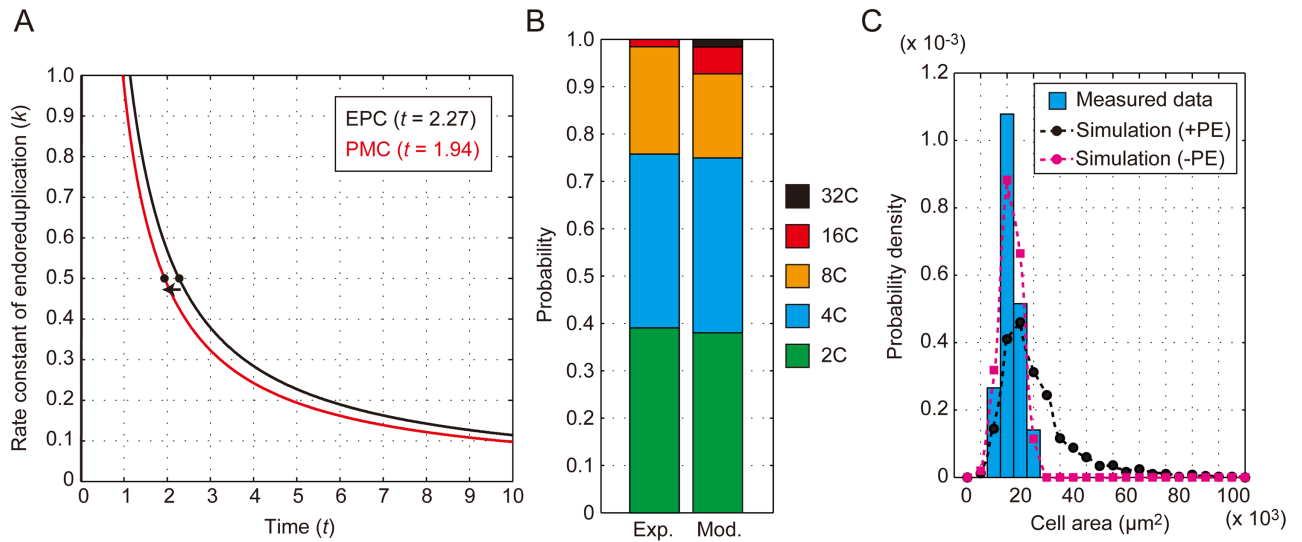 A
1.0
0.9
0.8
0.7
0.6
0.5
0.4
0.3
0.2
0.1
0
Rate constant of endoreduplication (k)
EPC (t = 2.27)
PMC (t = 1.94)
0 1 2 3 4 5 6 7 8 9 10
Time (t)
B
1.0
0.9
0.8
0.7
0.6
0.5
0.4
0.3
0.2
0.1
0
Probability
Exp. Mod.
32C
16C
8C
4C
2C
C
(x 10-3)
1.2
1.0
0.8
0.6
0.4
0.2
0.0
Probability density
Measured data
Simulation (+PE)
Simulation (-PE)
0 20 40 60 80 100
Cell area (μm²)
(x 10³)